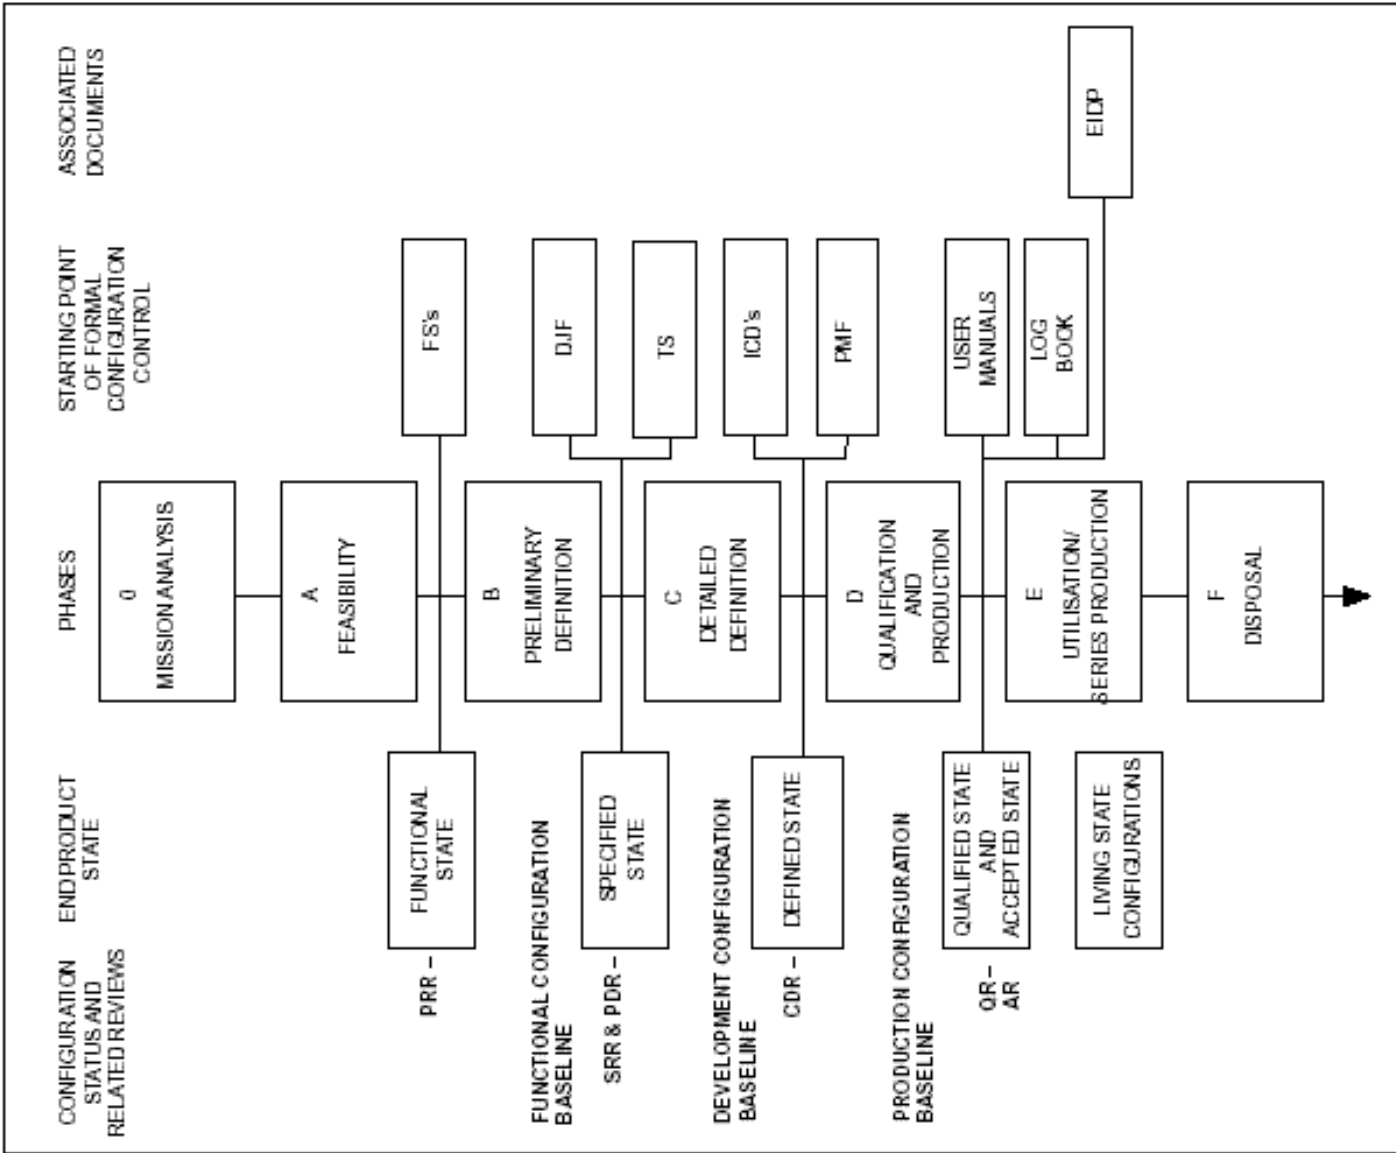 CONFIGURATION
STATUS AND
RELATED REVIEWS
END PRODUCT
STATE
PHASES
STARTING POINT
OF FORMAL
CONFIGURATION
CONTROL
ASSOCIATED
DOCUMENTS
0
MISSION ANALYSIS
A
FEASIBILITY
PRR –
FUNCTIONAL
STATE
FS's
FUNCTIONAL CONFIGURATION
BASELINE
B
PRELIMINARY
DEFINITION
SRR & PDR –
SPECIFIED
STATE
DJF
TS
DEVELOPMENT CONFIGURATION
BASELINE
C
DETAILED
DEFINITION
CDR –
DEFINED STATE
ICD's
PMF
PRODUCTION CONFIGURATION
BASELINE
D
QUALIFICATION
AND
PRODUCTION
QR –
AR
QUALIFIED STATE
AND
ACCEPTED STATE
USER
MANUALS
LOG
BOOK
EIDP
E
UTILISATION/
SERIES PRODUCTION
LIVING STATE
CONFIGURATIONS
F
DISPOSAL